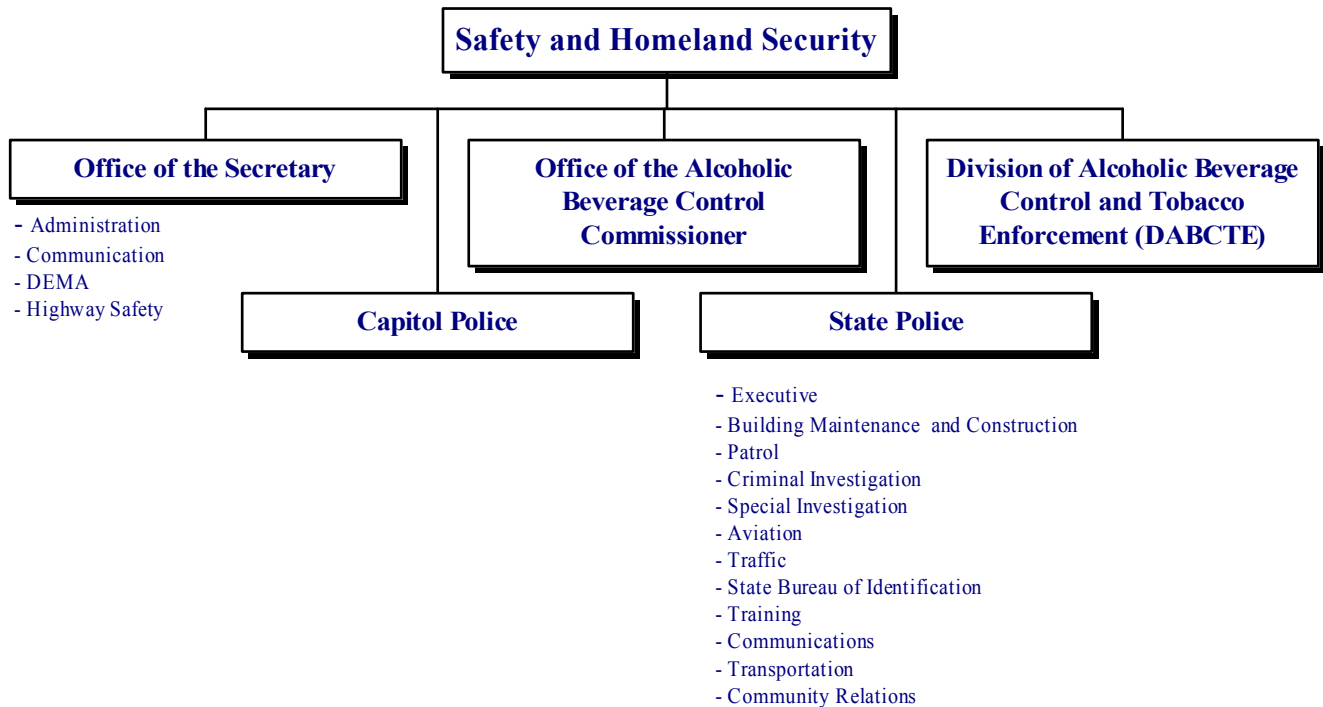 Safety and Homeland Security
Office of the Secretary
- Administration
- Communication
- DEMA
- Highway Safety
Office of the Alcoholic
Beverage Control
Commissioner
Division of Alcoholic Beverage
Control and Tobacco
Enforcement (DABCTE)
Capitol Police
State Police
- Executive
- Building Maintenance and Construction
- Patrol
- Criminal Investigation
- Special Investigation
- Aviation
- Traffic
- State Bureau of Identification
- Training
- Communications
- Transportation
- Community Relations